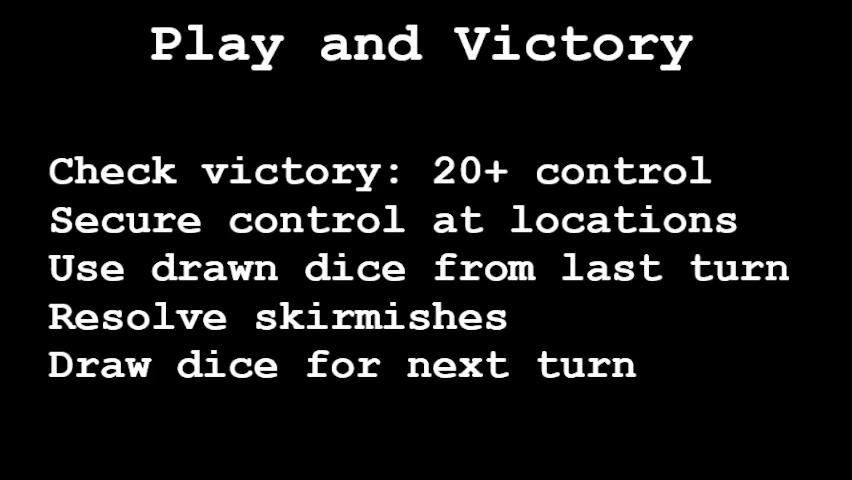 Play and Victory
Check victory: 20+ control
Secure control at locations
Use drawn dice from last turn
Resolve skirmishes
Draw dice for next turn